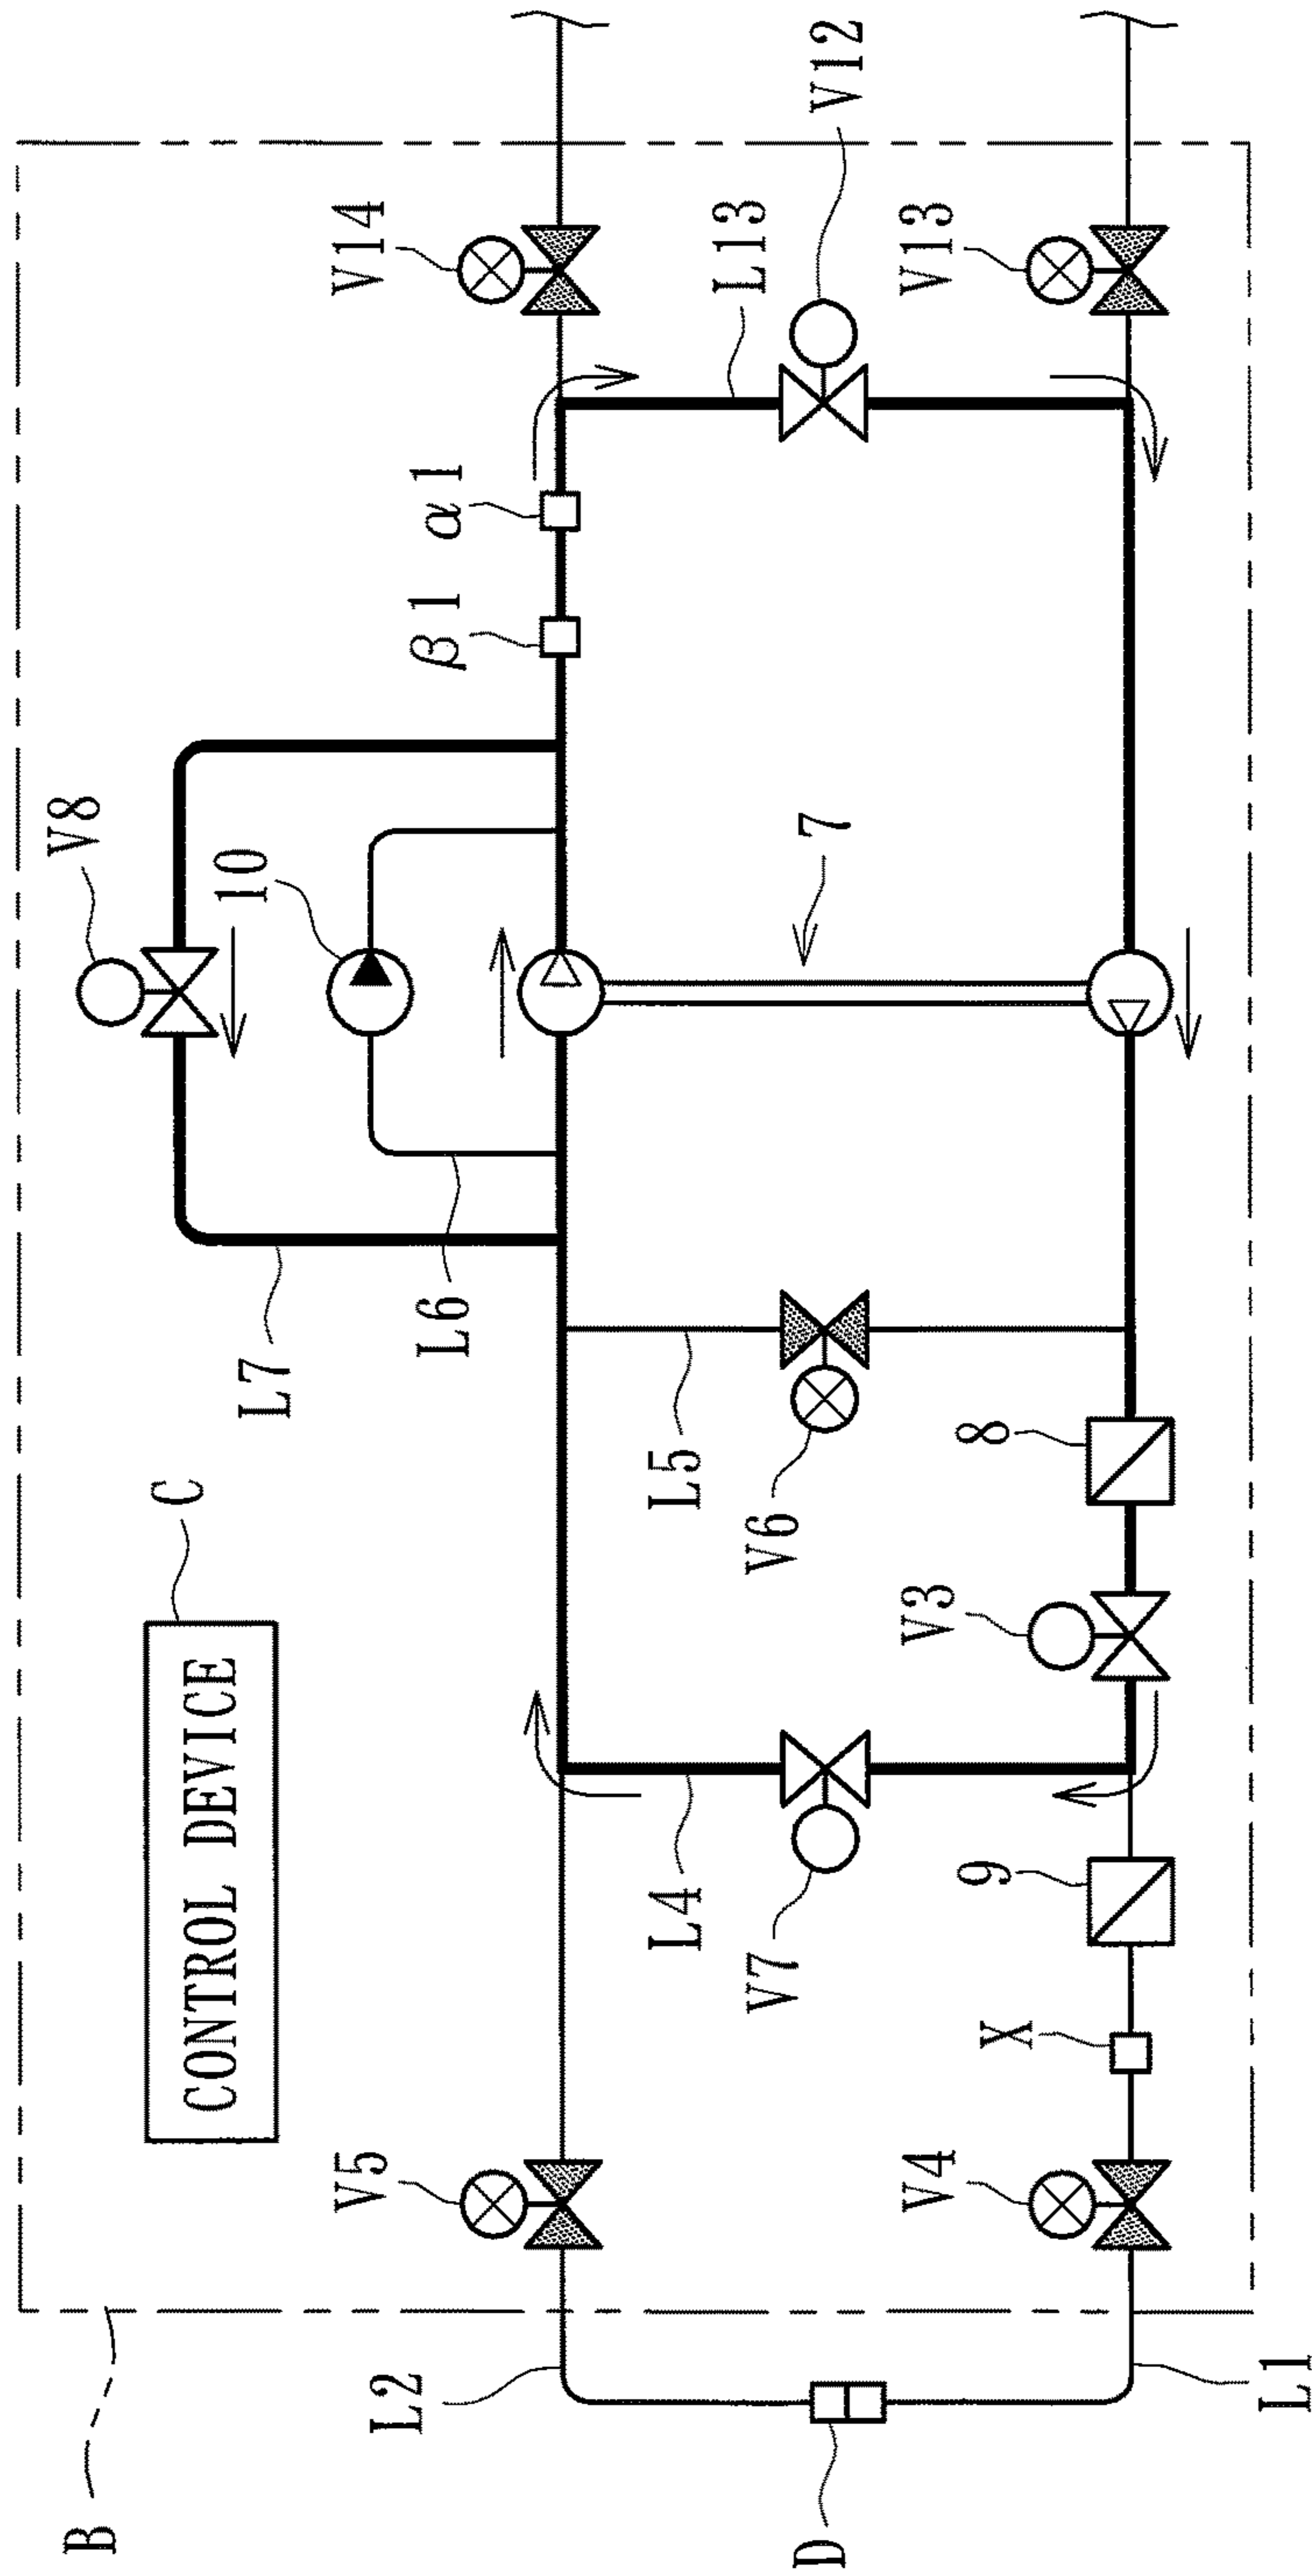 B
CONTROL DEVICE
C
V8
L7
10
L6
V5
L2
β1
α1
V14
D
V7
L4
V6
L5
7
L13
V12
V4
X
9
V3
8
V13
L1